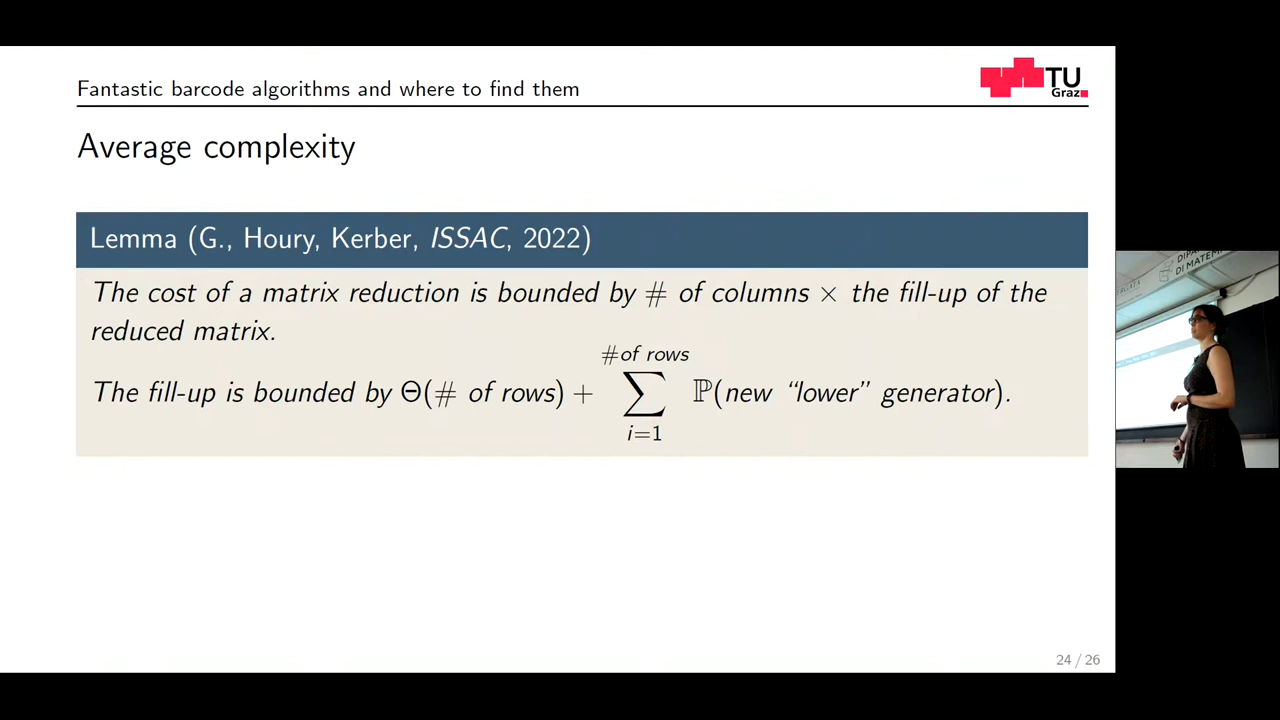 Fantastic barcode algorithms and where to find them
TU
Graz
Average complexity
Lemma (G., Houry, Kerber, ISSAC, 2022)
The cost of a matrix reduction is bounded by # of columns × the fill-up of the
reduced matrix.
The fill-up is bounded by Θ(# of rows) + ∑_{i=1}^{#of rows} ℙ(new “lower” generator).
24 / 26
DI MATEM